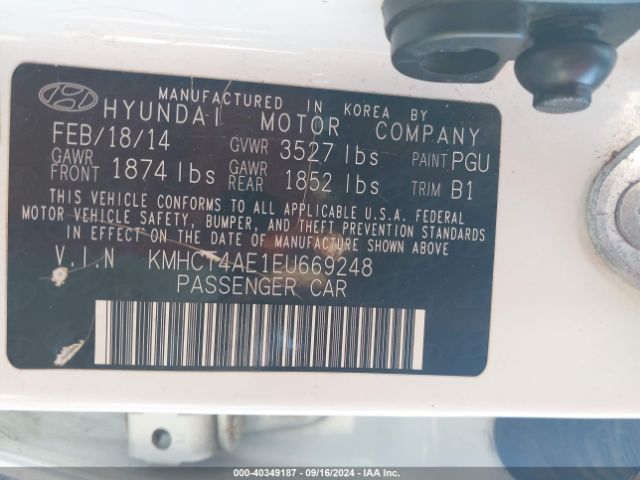 MANUFACTURED IN KOREA BY
HYUNDAI MOTOR COMPANY
FEB/18/14 GVWR 3527 lbs PAINT PGU
GAWR FRONT 1874 lbs GAWR REAR 1852 lbs TRIM B1
THIS VEHICLE CONFORMS TO ALL APPLICABLE U.S.A. FEDERAL
MOTOR VEHICLE SAFETY, BUMPER, AND THEFT PREVENTION STANDARDS
IN EFFECT ON THE DATE OF MANUFACTURE SHOWN ABOVE
V.I.N KMHCT4AE1EU669248
PASSENGER CAR
000-40349187 - 09/16/2024 - IAA Inc.